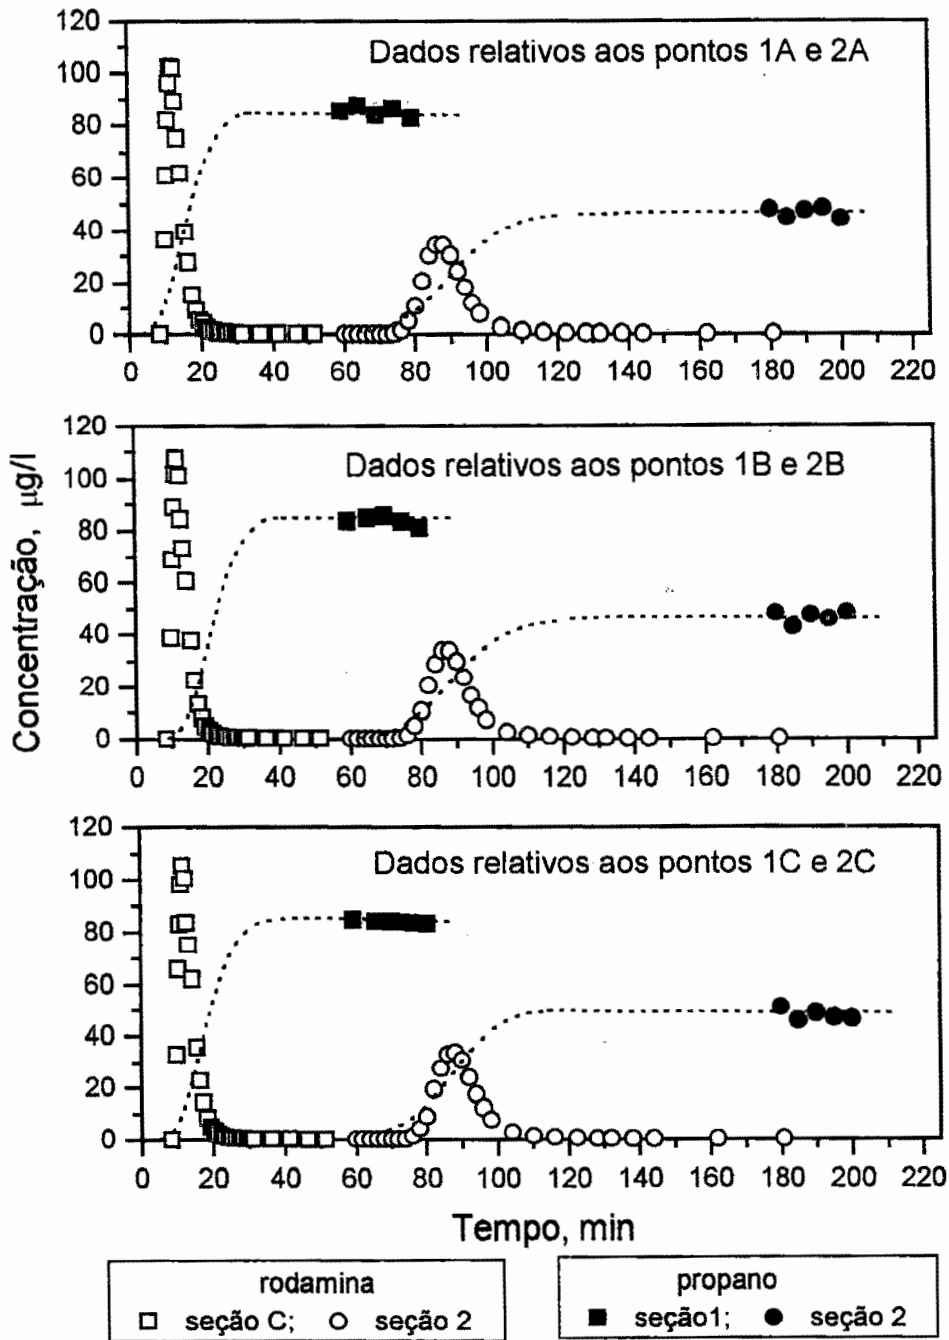 120
Dados relativos aos pontos 1A e 2A
100
80
60
40
20
0
0 20 40 60 80 100 120 140 160 180 200 220
120
Dados relativos aos pontos 1B e 2B
100
80
60
40
20
0
0 20 40 60 80 100 120 140 160 180 200 220
Concentração, µg/l
120
Dados relativos aos pontos 1C e 2C
100
80
60
40
20
0
0 20 40 60 80 100 120 140 160 180 200 220
Tempo, min
rodamina
seção C; seção 2
propano
seção1; seção 2